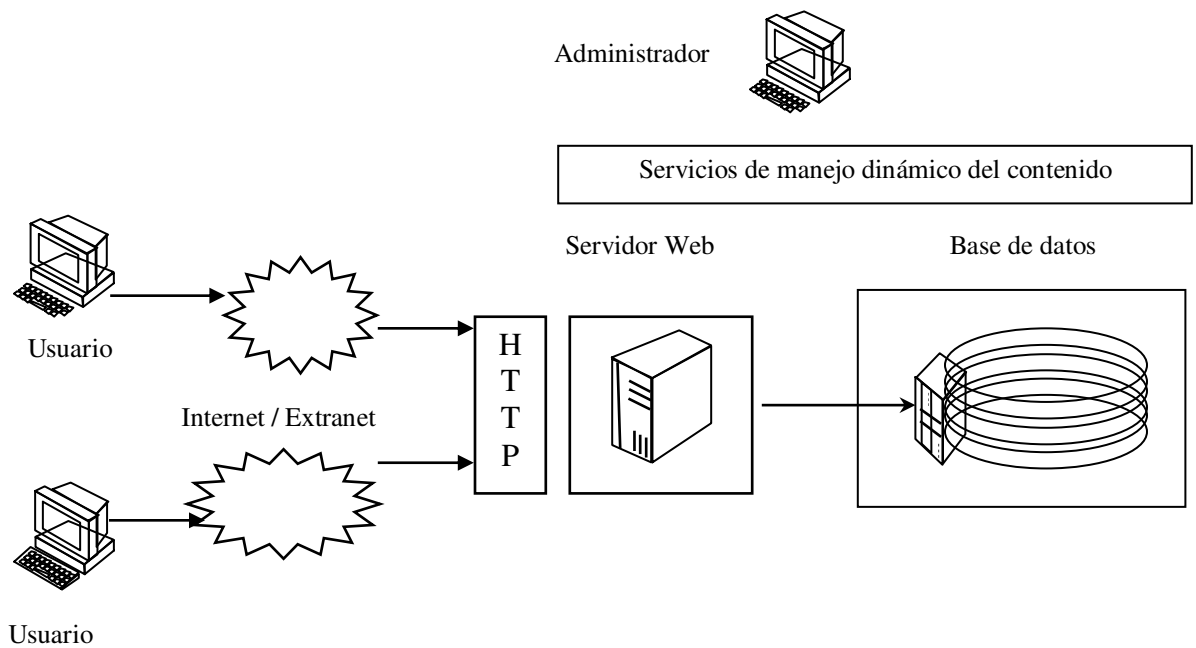 Administrador
Servicios de manejo dinámico del contenido
Servidor Web
Base de datos
Usuario
H
T
T
P
Internet / Extranet
Usuario